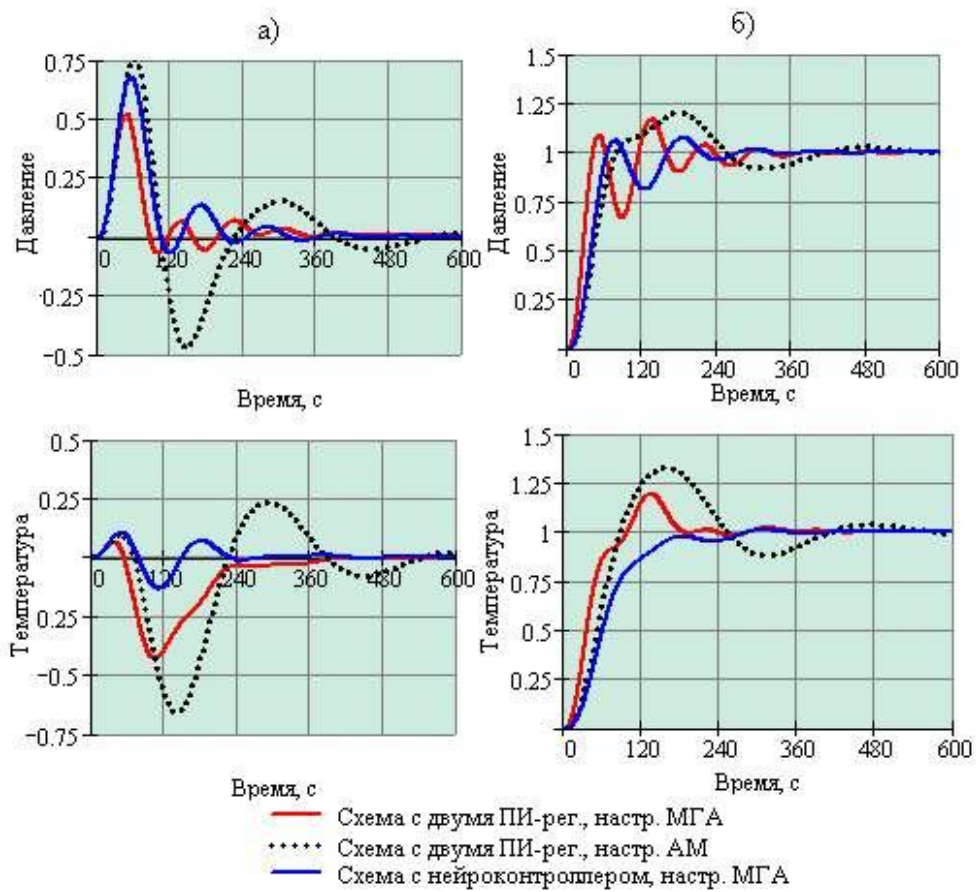 а)
б)
0.75
0.5
0.25
0.25
−0.5
0 120 240 360 480 600
Давление
Время, с
1.5
1.25
1
0.75
0.5
0.25
0 120 240 360 480 600
Давление
Время, с
0.5
0.25
0.25
−0.5
−0.75
0 120 240 360 480 600
Температура
Время, с
1.5
1.25
1
0.75
0.5
0.25
0 120 240 360 480 600
Температура
Время, с
Схема с двумя ПИ-рег., настр. МГА
Схема с двумя ПИ-рег., настр. АМ
Схема с нейроконтроллером, настр. МГА